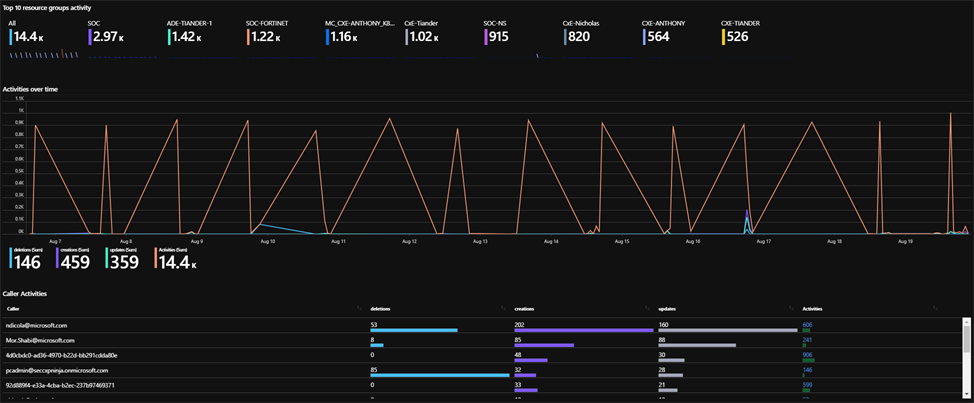 Top 10 resource groups activity
All SOC ADE-TIANDER-1 SOC-FORTINET MC_CXE-ANTHONY_K8... CxE-Tiander SOC-NS CxE-Nicholas CXE-ANTHONY CXE-TIANDER
14.4 K 2.97 K 1.42 K 1.22 K 1.16 K 1.02 K 915 820 564 526
Activities over time
1.1K
1K
0.9K
0.8K
0.7K
0.6K
0.5K
0.4K
0.3K
0.2K
0.1K
0K
Aug 7 Aug 8 Aug 9 Aug 10 Aug 11 Aug 12 Aug 13 Aug 14 Aug 15 Aug 16 Aug 17 Aug 18 Aug 19
deletions (Sum) creations (Sum) updates (Sum) Activities (Sum)
146 459 359 14.4 K
Caller Activities
Caller deletions creations updates Activities
ndicola@microsoft.com 53 202 160 606
Mor.Shabi@microsoft.com 8 85 88 241
4d0cbdc0-ad36-4970-b22d-bb291cdda80e 0 48 30 906
pcadmin@seccxpninja.onmicrosoft.com 85 32 28 146
92d889f4-e33a-4cba-b2ec-237b97469371 0 33 21 599